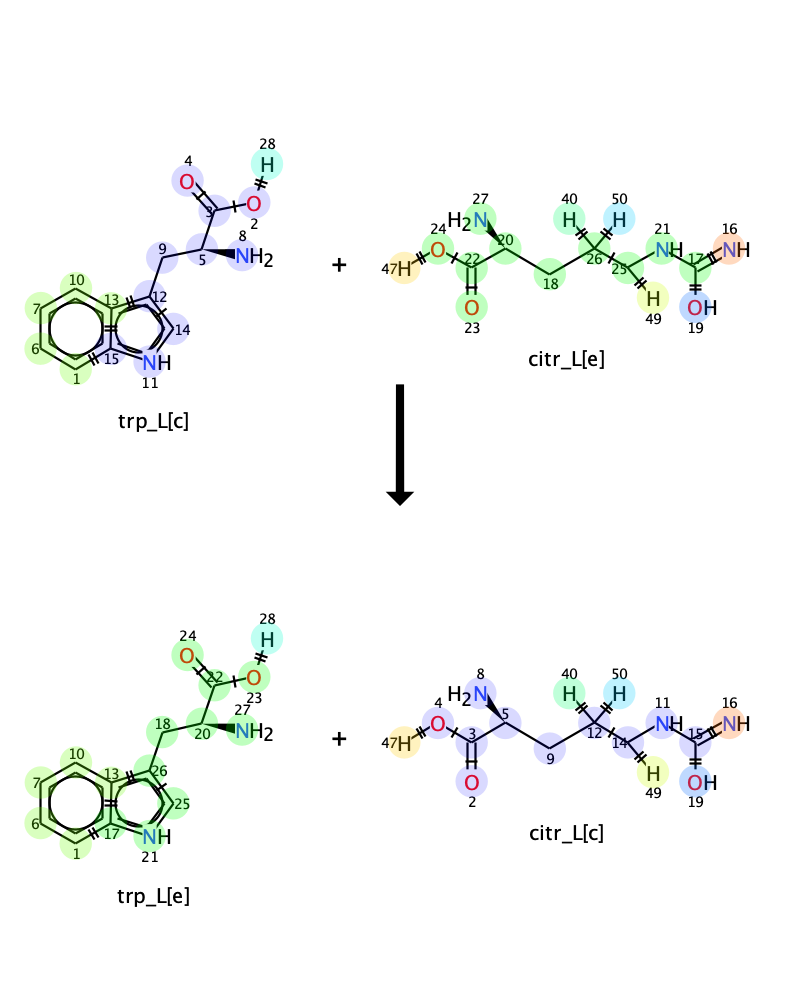 28
H
4
O
3
O
2
8
NH2
9
5
10
13
12
7
14
6
15
NH
11
1
trp_L[c]
+
27
H2N
40
H
50
H
24
O
20
21
NH
16
NH
47
H
22
26
25
17
18
O
23
H
49
OH
19
citr_L[e]
28
H
24
O
22
O
23
27
NH2
18
20
10
13
26
7
25
6
17
NH
21
1
trp_L[e]
+
8
H2N
40
H
50
H
4
O
5
11
NH
16
NH
47
H
3
12
14
15
9
O
2
H
49
OH
19
citr_L[c]